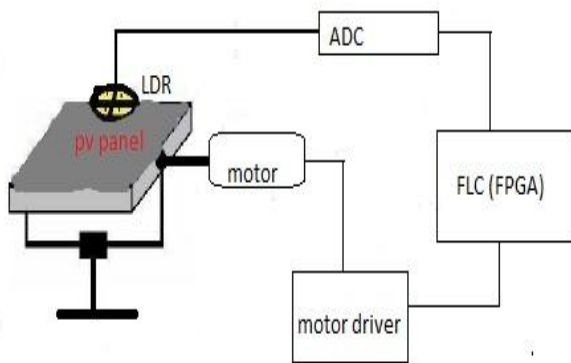 ADC
LDR
pv panel
motor
FLC (FPGA)
motor driver